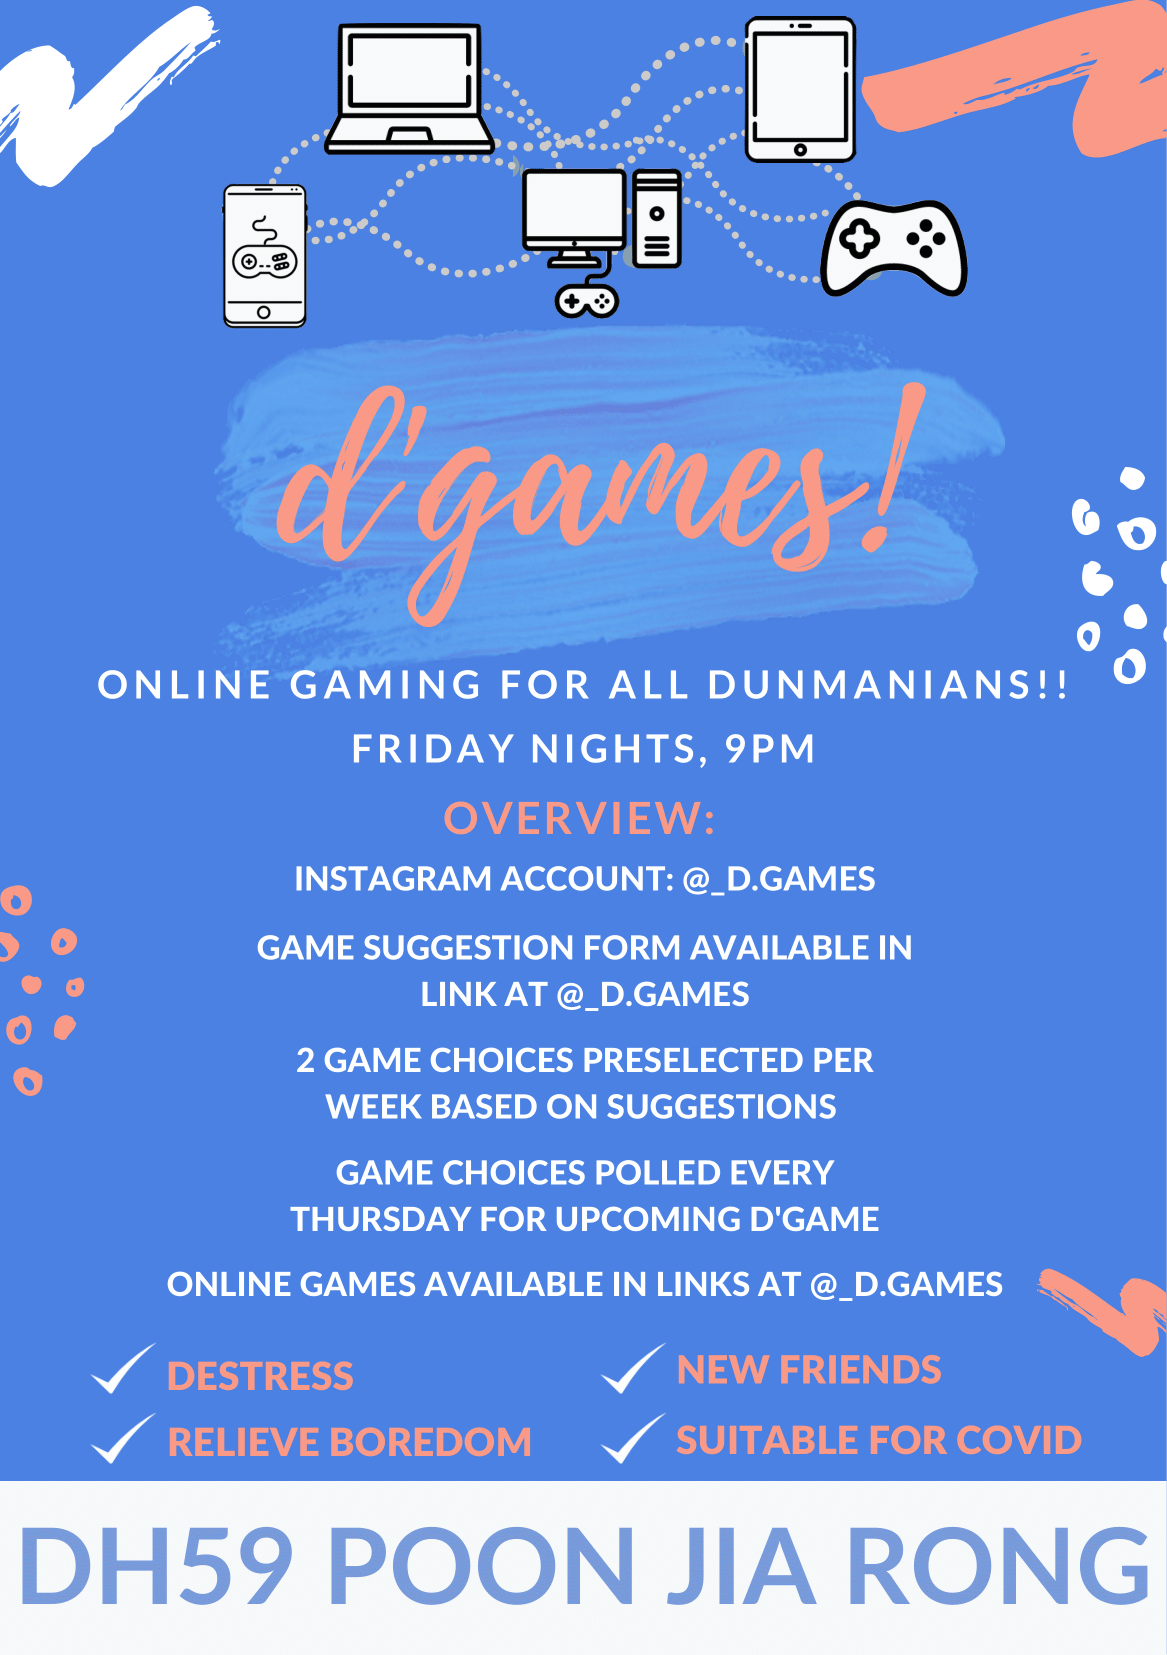 d'games!
ONLINE GAMING FOR ALL DUNMANIANS!!
FRIDAY NIGHTS, 9PM
OVERVIEW:
INSTAGRAM ACCOUNT: @_D.GAMES
GAME SUGGESTION FORM AVAILABLE IN
LINK AT @_D.GAMES
2 GAME CHOICES PRESELECTED PER
WEEK BASED ON SUGGESTIONS
GAME CHOICES POLLED EVERY
THURSDAY FOR UPCOMING D'GAME
ONLINE GAMES AVAILABLE IN LINKS AT @_D.GAMES
DESTRESS
NEW FRIENDS
RELIEVE BOREDOM
SUITABLE FOR COVID
DH59 POON JIA RONG